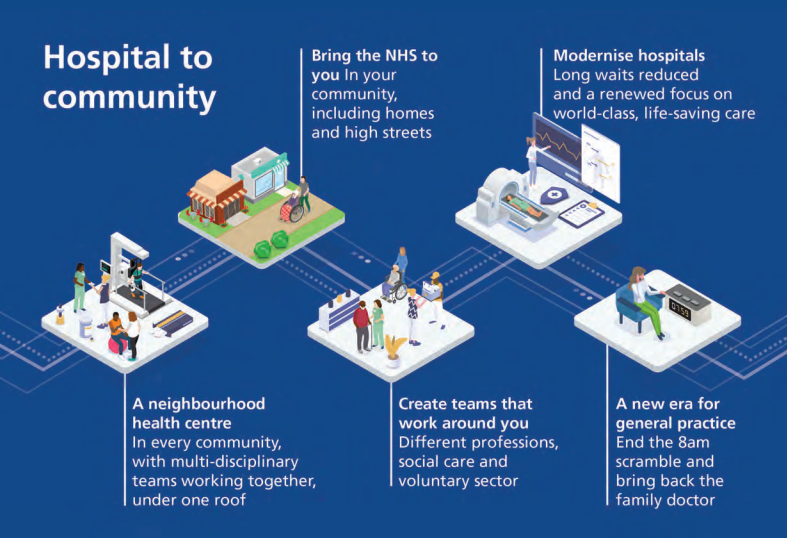 Hospital to
community
Bring the NHS to
you In your
community,
including homes
and high streets
Modernise hospitals
Long waits reduced
and a renewed focus on
world-class, life-saving care
07:59
A neighbourhood
health centre
In every community,
with multi-disciplinary
teams working together,
under one roof
Create teams that
work around you
Different professions,
social care and
voluntary sector
A new era for
general practice
End the 8am
scramble and
bring back the
family doctor